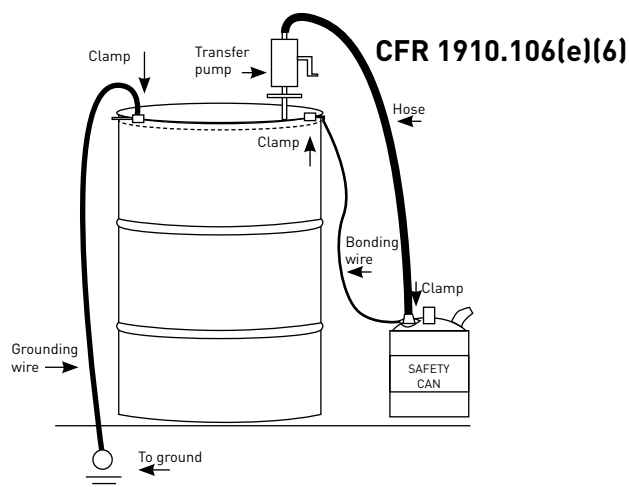 CFR 1910.106(e)(6)
Clamp
Transfer
pump
Hose
Clamp
Bonding
wire
Clamp
Grounding
wire
SAFETY
CAN
To ground